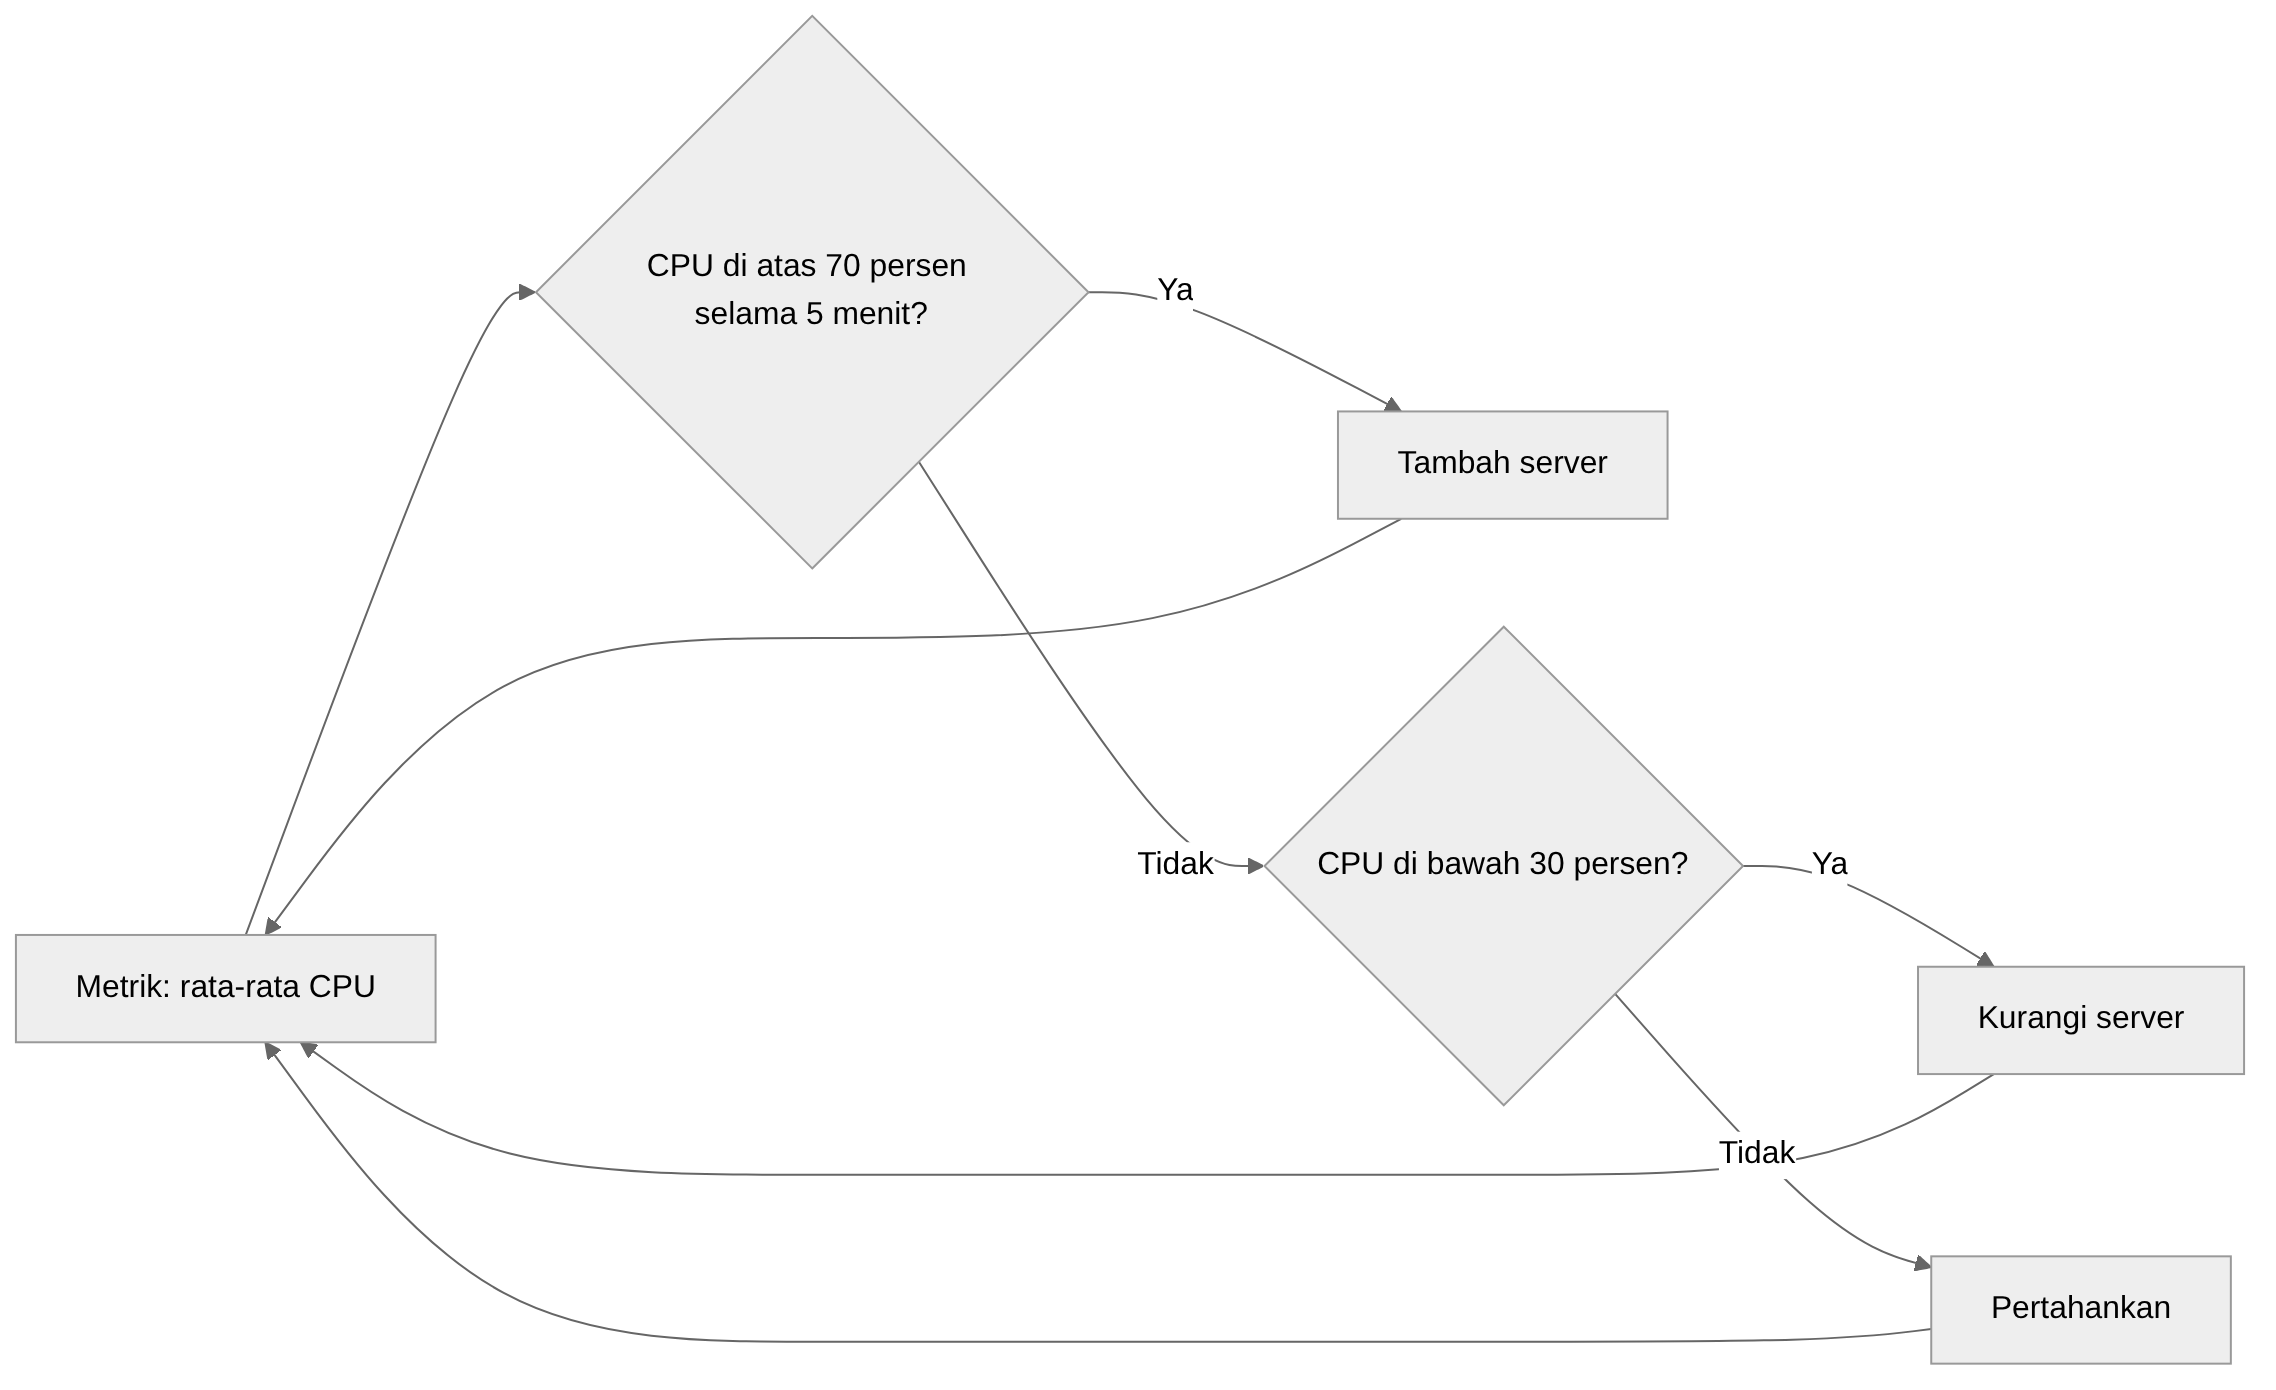 CPU di atas 70 persen
selama 5 menit?
Ya
Tambah server
Tidak
CPU di bawah 30 persen?
Ya
Metrik: rata-rata CPU
Kurangi server
Tidak
Pertahankan